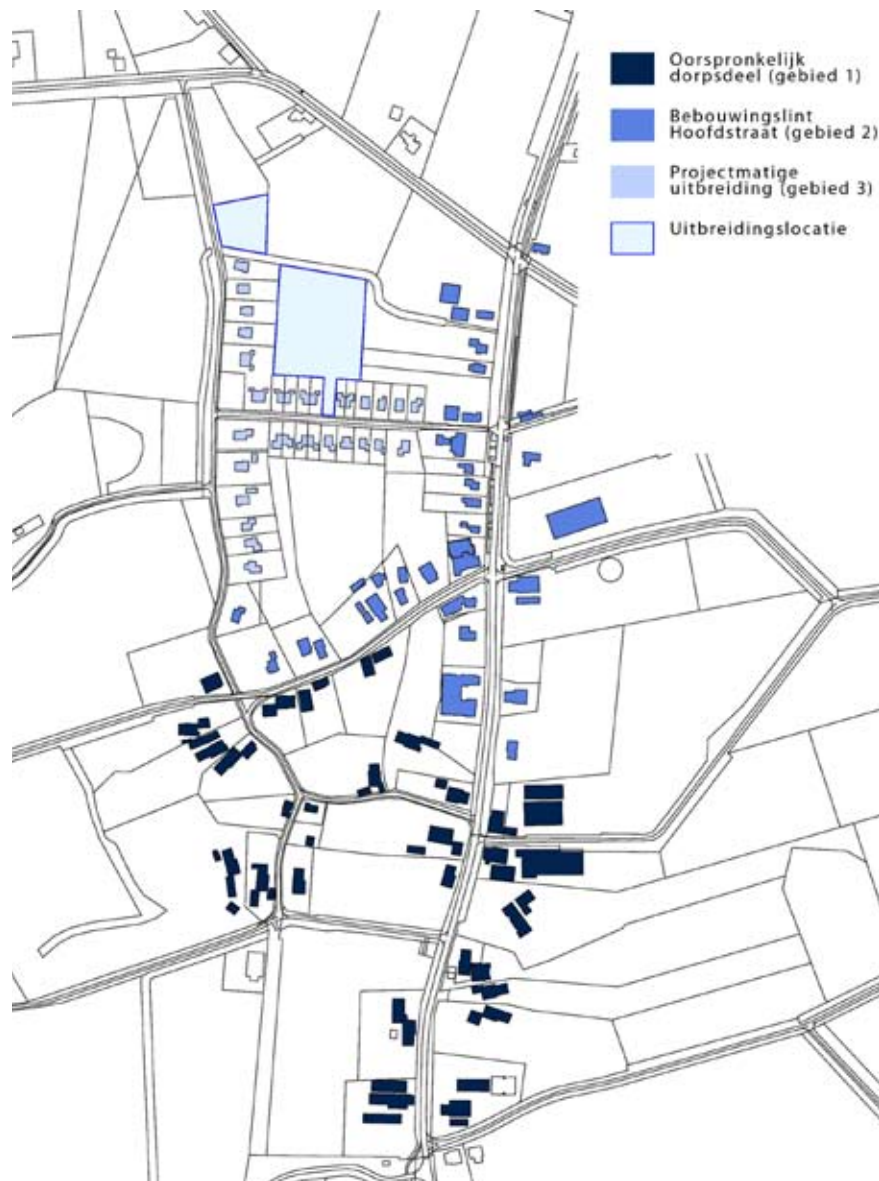 Oorspronkelijk
dorpsdeel (gebied 1)
Bebouwingslint
Hoofdstraat (gebied 2)
Projectmatige
uitbreiding (gebied 3)
Uitbreidingslocatie